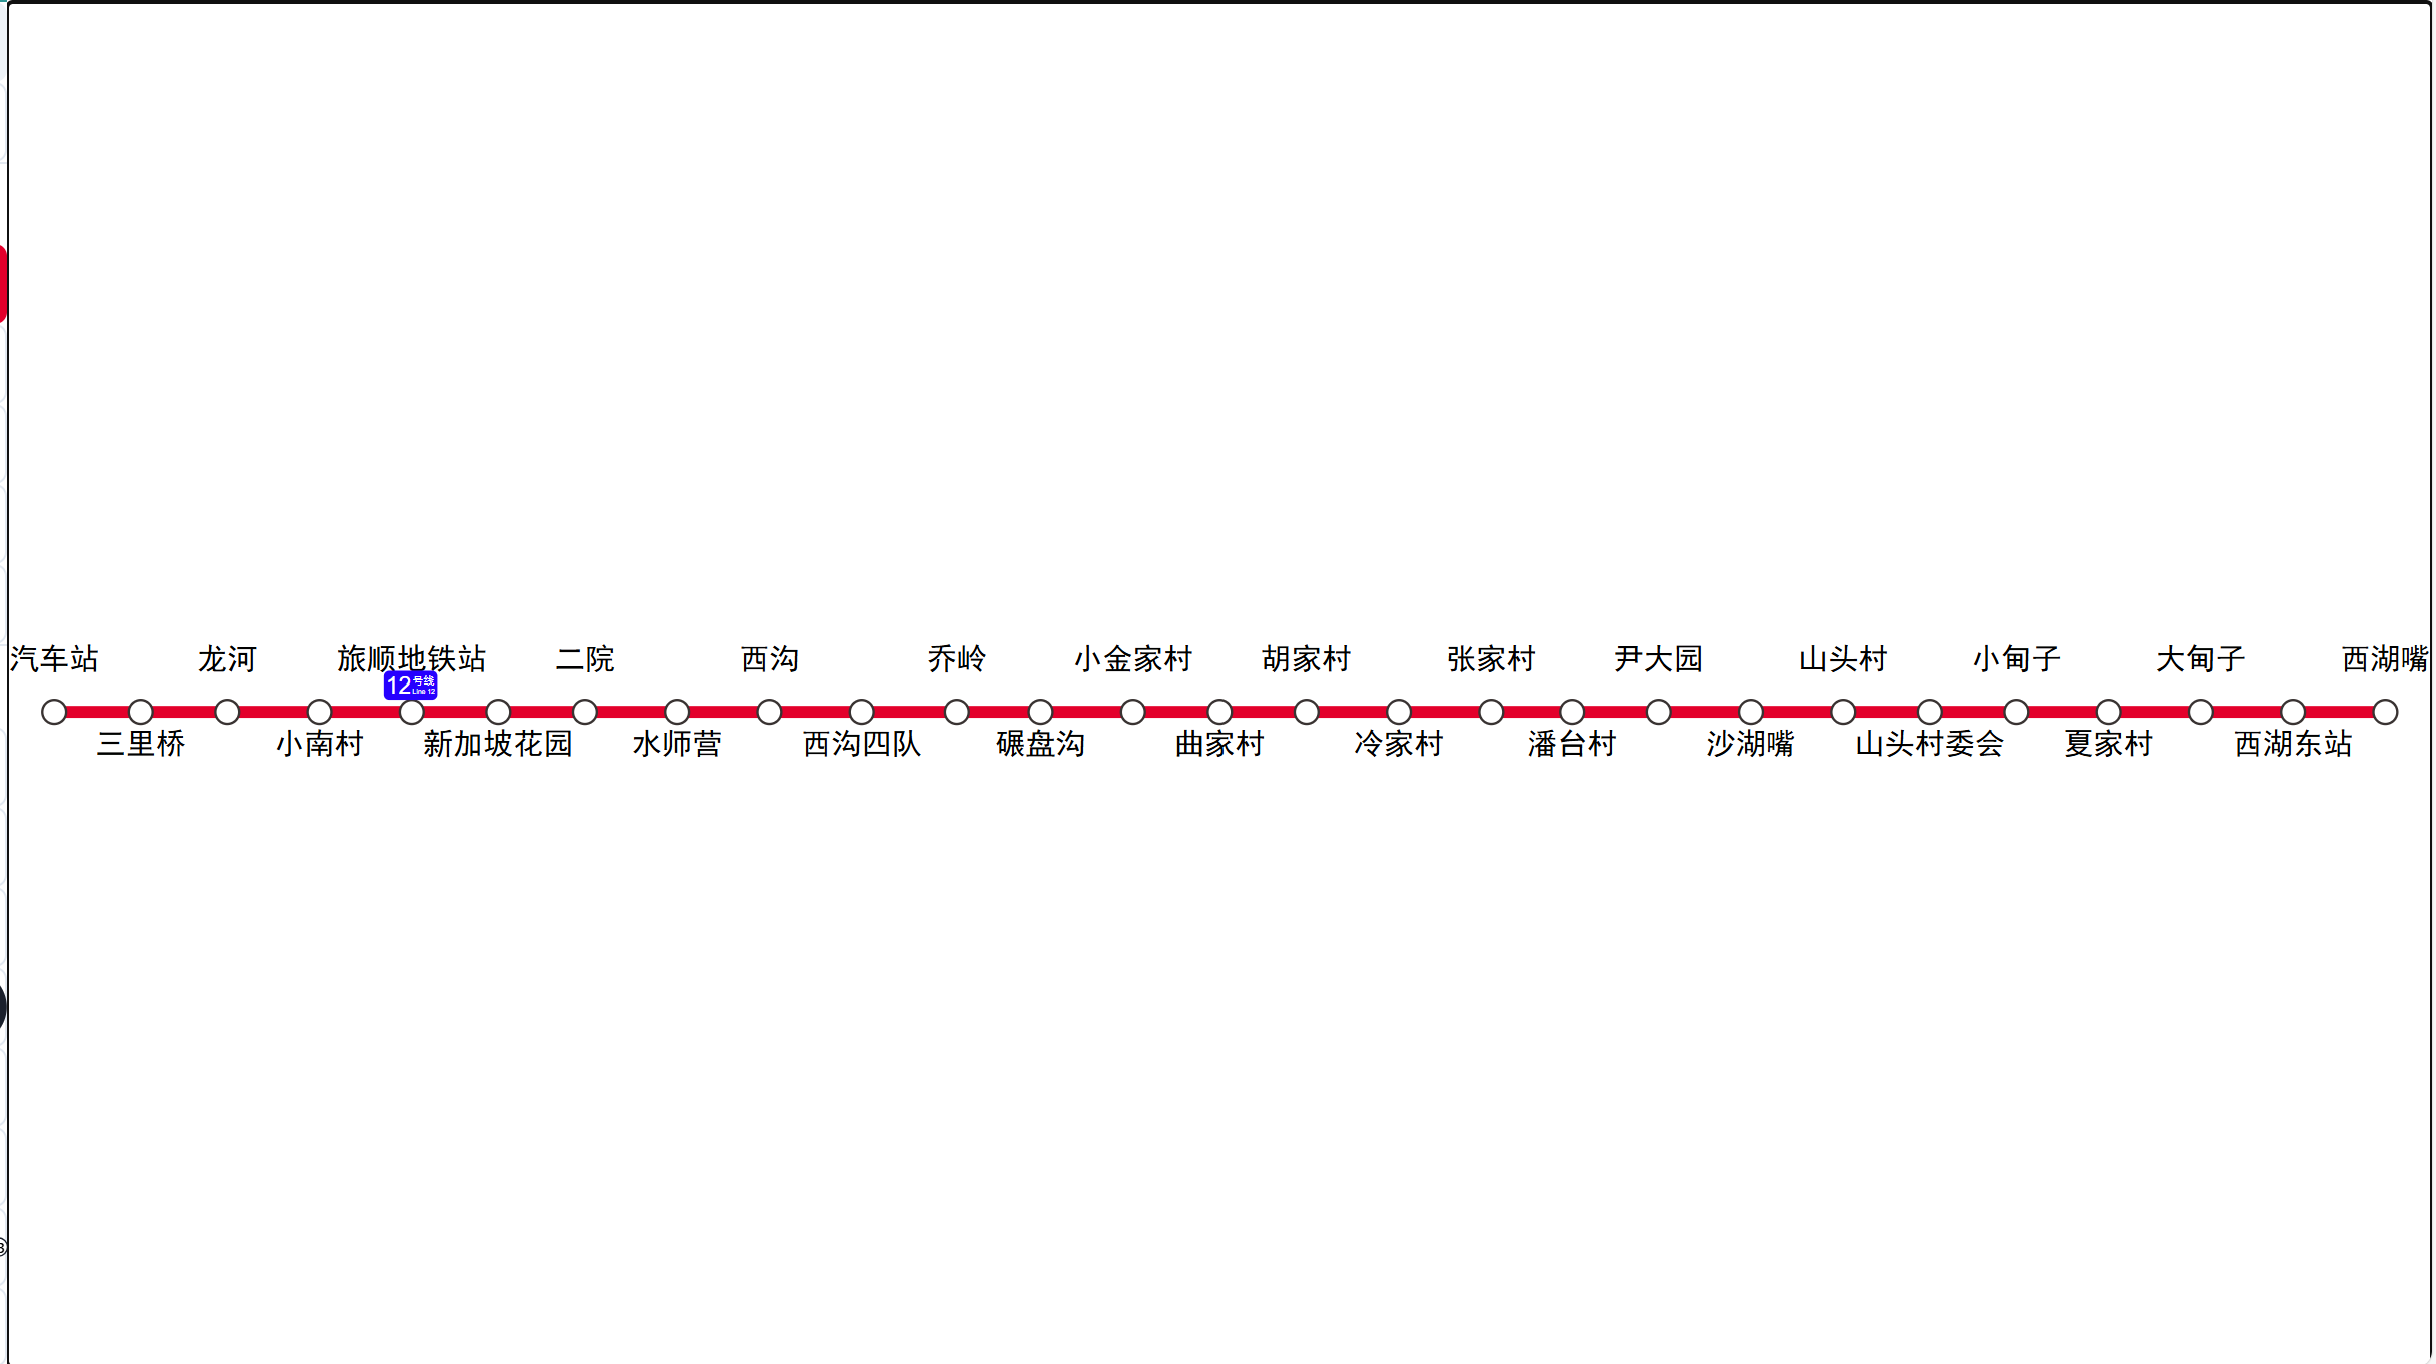 汽车站 龙河 旅顺地铁站 二院 西沟 乔岭 小金家村 胡家村 张家村 尹大园 山头村 小甸子 大甸子 西湖嘴
12号线
Line 12
三里桥 小南村 新加坡花园 水师营 西沟四队 碾盘沟 曲家村 冷家村 潘台村 沙湖嘴 山头村委会 夏家村 西湖东站